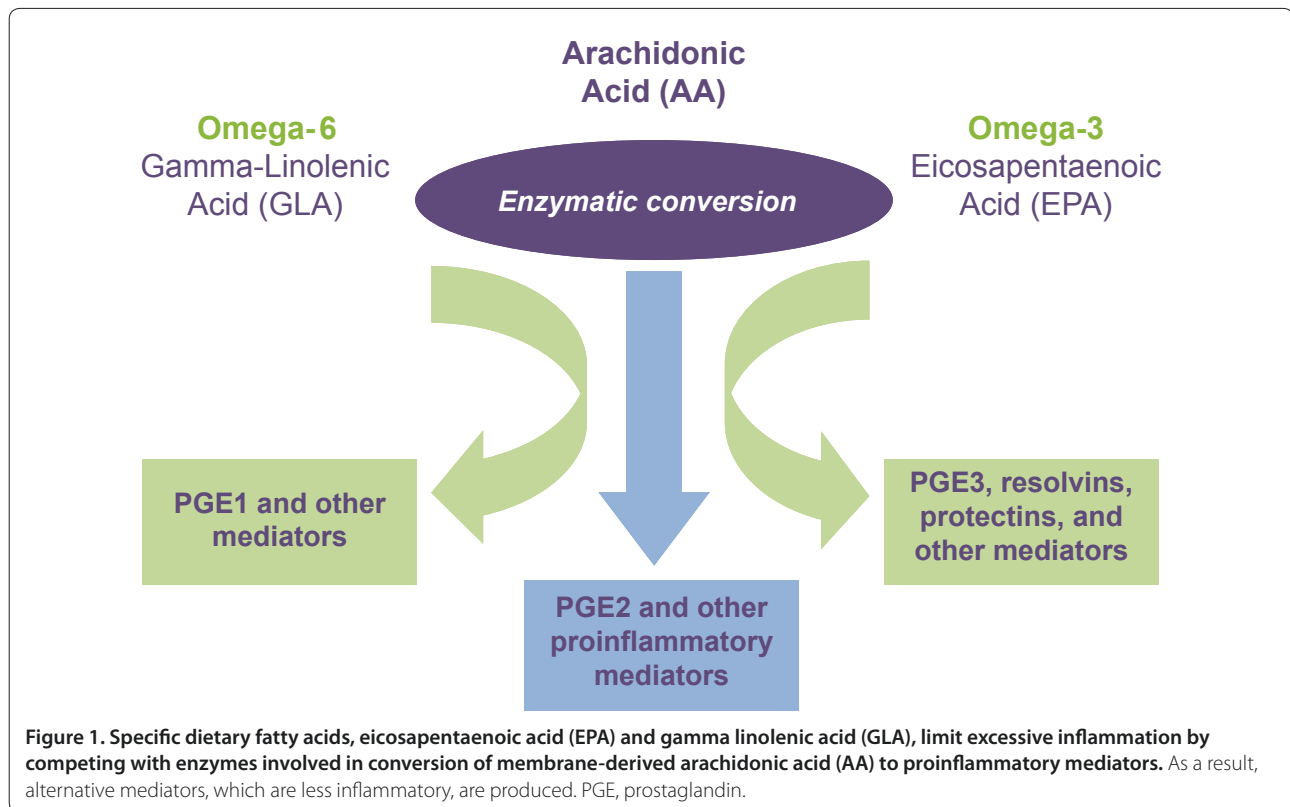 Arachidonic
Acid (AA)
Omega-6
Gamma-Linolenic
Acid (GLA)
Enzymatic conversion
Omega-3
Eicosapentaenoic
Acid (EPA)
PGE1 and other
mediators
PGE2 and other
proinflammatory
mediators
PGE3, resolvins,
protectins, and
other mediators
Figure 1. Specific dietary fatty acids, eicosapentaenoic acid (EPA) and gamma linolenic acid (GLA), limit excessive inflammation by
competing with enzymes involved in conversion of membrane-derived arachidonic acid (AA) to proinflammatory mediators. As a result,
alternative mediators, which are less inflammatory, are produced. PGE, prostaglandin.